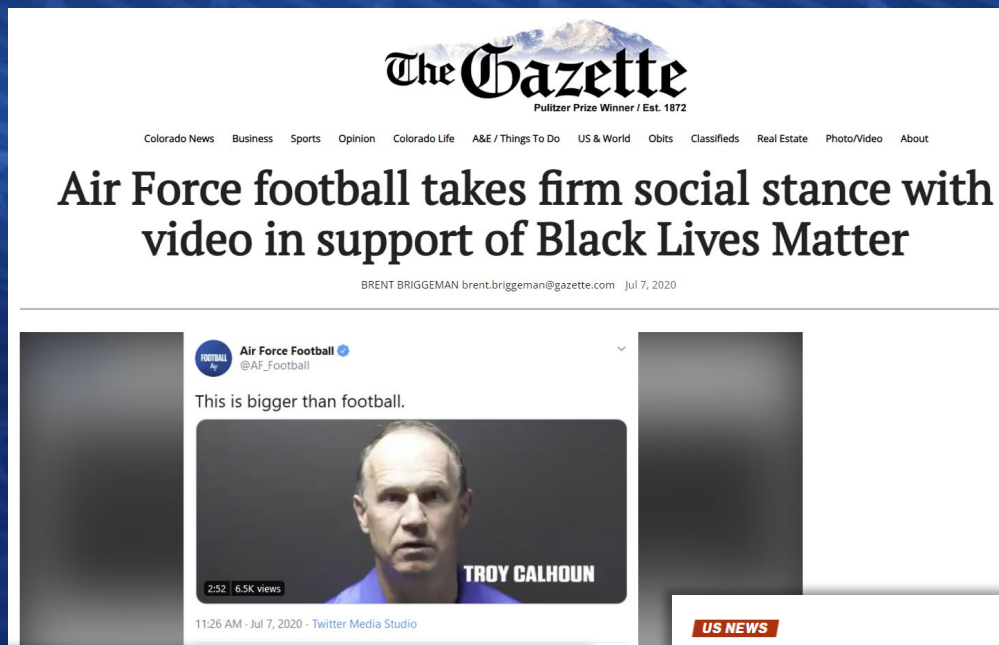 The Gazette
Pulitzer Prize Winner / Est. 1872
Colorado News Business Sports Opinion Colorado Life A&E / Things To Do US & World Obits Classifieds Real Estate Photo/Video About
Air Force football takes firm social stance with
video in support of Black Lives Matter
BRENT BRIGGEMAN brent.briggeman@gazette.com Jul 7, 2020
FOOTBALL
Air Force Football
@AF_Football
This is bigger than football.
TROY CALHOUN
2:52 6.5K views
11:26 AM · Jul 7, 2020 · Twitter Media Studio
US NEWS